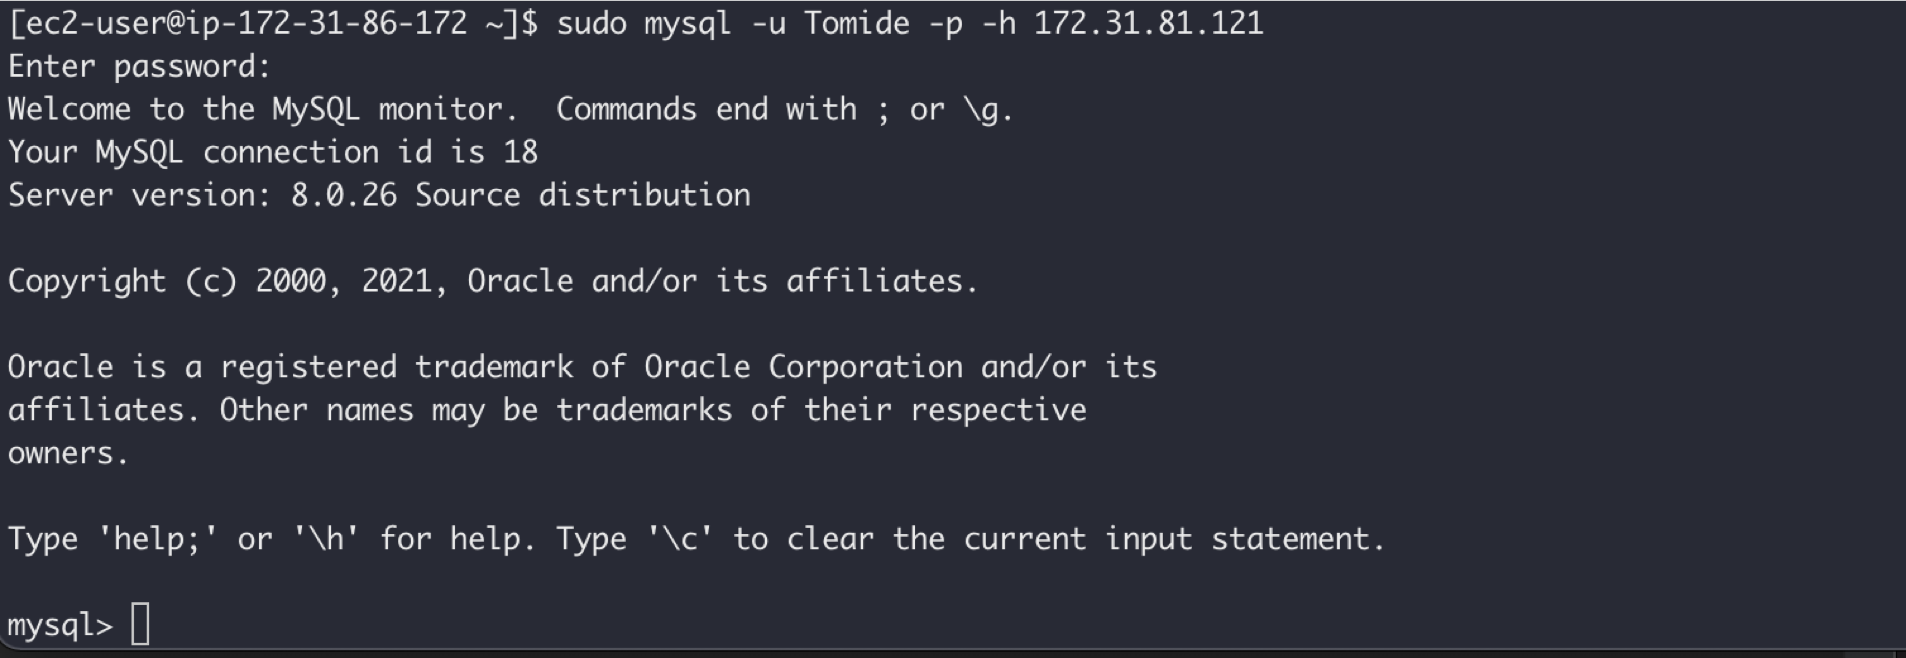 [ec2-user@ip-172-31-86-172 ~]$ sudo mysql -u Tomide -p -h 172.31.81.121
Enter password:
Welcome to the MySQL monitor.  Commands end with ; or \g.
Your MySQL connection id is 18
Server version: 8.0.26 Source distribution
Copyright (c) 2000, 2021, Oracle and/or its affiliates.
Oracle is a registered trademark of Oracle Corporation and/or its
affiliates. Other names may be trademarks of their respective
owners.
Type 'help;' or '\h' for help. Type '\c' to clear the current input statement.
mysql>